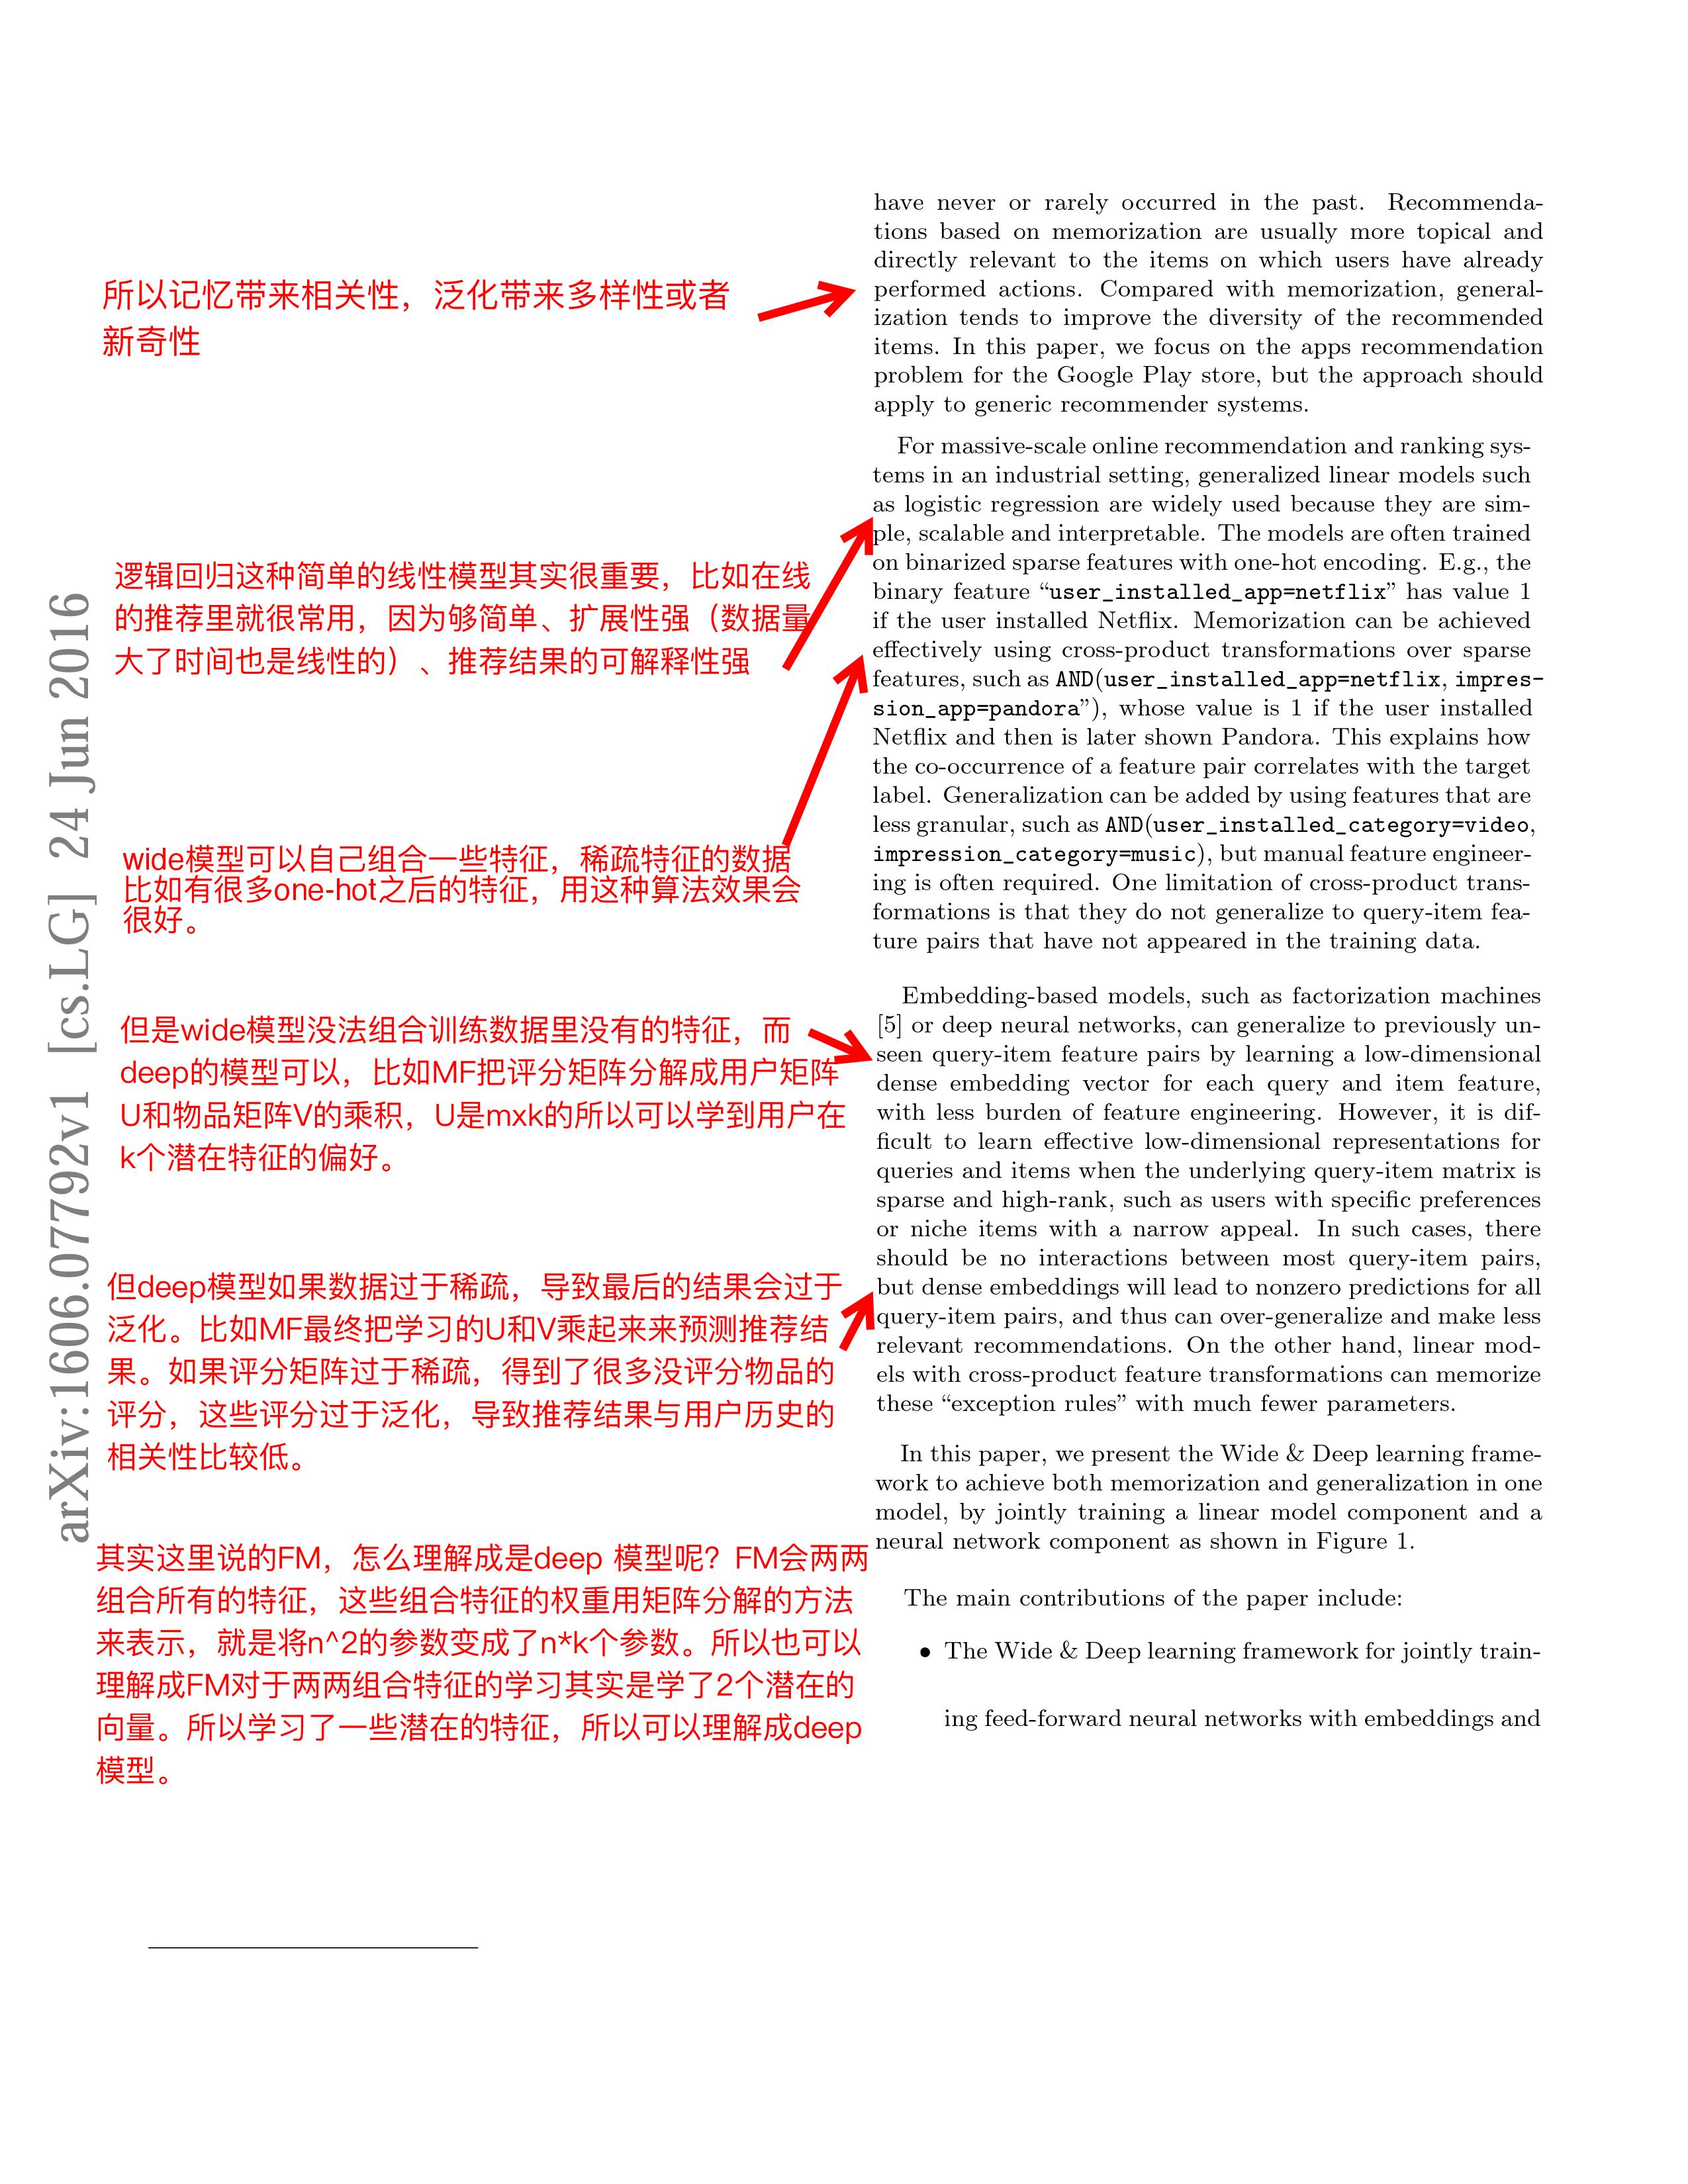 所以记忆带来相关性，泛化带来多样性或者
新奇性
逻辑回归这种简单的线性模型其实很重要，比如在线
的推荐里就很常用，因为够简单、扩展性强（数据量
大了时间也是线性的）、推荐结果的可解释性强
wide模型可以自己组合一些特征，稀疏特征的数据
比如有很多one-hot之后的特征，用这种算法效果会
很好。
但是wide模型没法组合训练数据里没有的特征，而
deep的模型可以，比如MF把评分矩阵分解成用户矩阵
U和物品矩阵V的乘积，U是mxk的所以可以学到用户在
k个潜在特征的偏好。
但deep模型如果数据过于稀疏，导致最后的结果会过于
泛化。比如MF最终把学习的U和V乘起来来预测推荐结
果。如果评分矩阵过于稀疏，得到了很多没评分物品的
评分，这些评分过于泛化，导致推荐结果与用户历史的
相关性比较低。
其实这里说的FM，怎么理解成是deep 模型呢？FM会两两
组合所有的特征，这些组合特征的权重用矩阵分解的方法
来表示，就是将n^2的参数变成了n*k个参数。所以也可以
理解成FM对于两两组合特征的学习其实是学了2个潜在的
向量。所以学习了一些潜在的特征，所以可以理解成deep
模型。
arXiv:1606.07792v1 [cs.LG] 24 Jun 2016
have never or rarely occurred in the past. Recommenda-
tions based on memorization are usually more topical and
directly relevant to the items on which users have already
performed actions. Compared with memorization, general-
ization tends to improve the diversity of the recommended
items. In this paper, we focus on the apps recommendation
problem for the Google Play store, but the approach should
apply to generic recommender systems.
For massive-scale online recommendation and ranking sys-
tems in an industrial setting, generalized linear models such
as logistic regression are widely used because they are sim-
ple, scalable and interpretable. The models are often trained
on binarized sparse features with one-hot encoding. E.g., the
binary feature “user_installed_app=netflix” has value 1
if the user installed Netflix. Memorization can be achieved
effectively using cross-product transformations over sparse
features, such as AND(user_installed_app=netflix, impres-
sion_app=pandora”), whose value is 1 if the user installed
Netflix and then is later shown Pandora. This explains how
the co-occurrence of a feature pair correlates with the target
label. Generalization can be added by using features that are
less granular, such as AND(user_installed_category=video,
impression_category=music), but manual feature engineer-
ing is often required. One limitation of cross-product trans-
formations is that they do not generalize to query-item fea-
ture pairs that have not appeared in the training data.
Embedding-based models, such as factorization machines
[5] or deep neural networks, can generalize to previously un-
seen query-item feature pairs by learning a low-dimensional
dense embedding vector for each query and item feature,
with less burden of feature engineering. However, it is dif-
ficult to learn effective low-dimensional representations for
queries and items when the underlying query-item matrix is
sparse and high-rank, such as users with specific preferences
or niche items with a narrow appeal. In such cases, there
should be no interactions between most query-item pairs,
but dense embeddings will lead to nonzero predictions for all
query-item pairs, and thus can over-generalize and make less
relevant recommendations. On the other hand, linear mod-
els with cross-product feature transformations can memorize
these “exception rules” with much fewer parameters.
In this paper, we present the Wide & Deep learning frame-
work to achieve both memorization and generalization in one
model, by jointly training a linear model component and a
neural network component as shown in Figure 1.
The main contributions of the paper include:
• The Wide & Deep learning framework for jointly train-
ing feed-forward neural networks with embeddings and